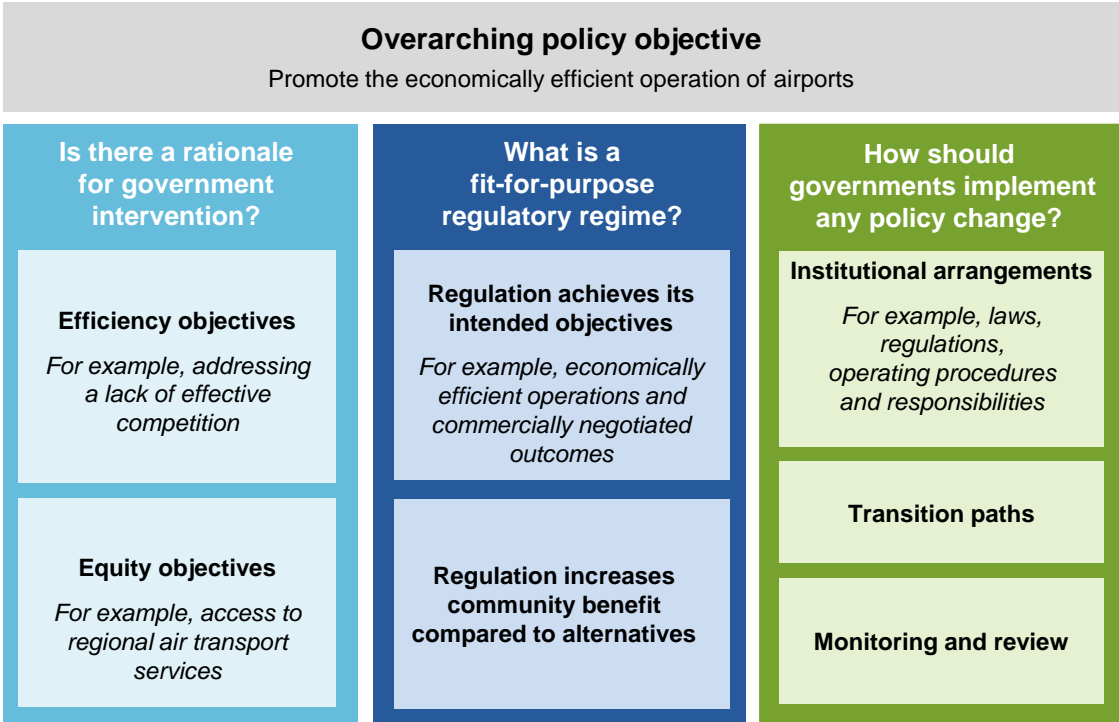 Overarching policy objective
Promote the economically efficient operation of airports
Is there a rationale
for government
intervention?
Efficiency objectives
For example, addressing
a lack of effective
competition
Equity objectives
For example, access to
regional air transport
services
What is a
fit-for-purpose
regulatory regime?
Regulation achieves its
intended objectives
For example, economically
efficient operations and
commercially negotiated
outcomes
Regulation increases
community benefit
compared to alternatives
How should
governments implement
any policy change?
Institutional arrangements
For example, laws,
regulations,
operating procedures
and responsibilities
Transition paths
Monitoring and review